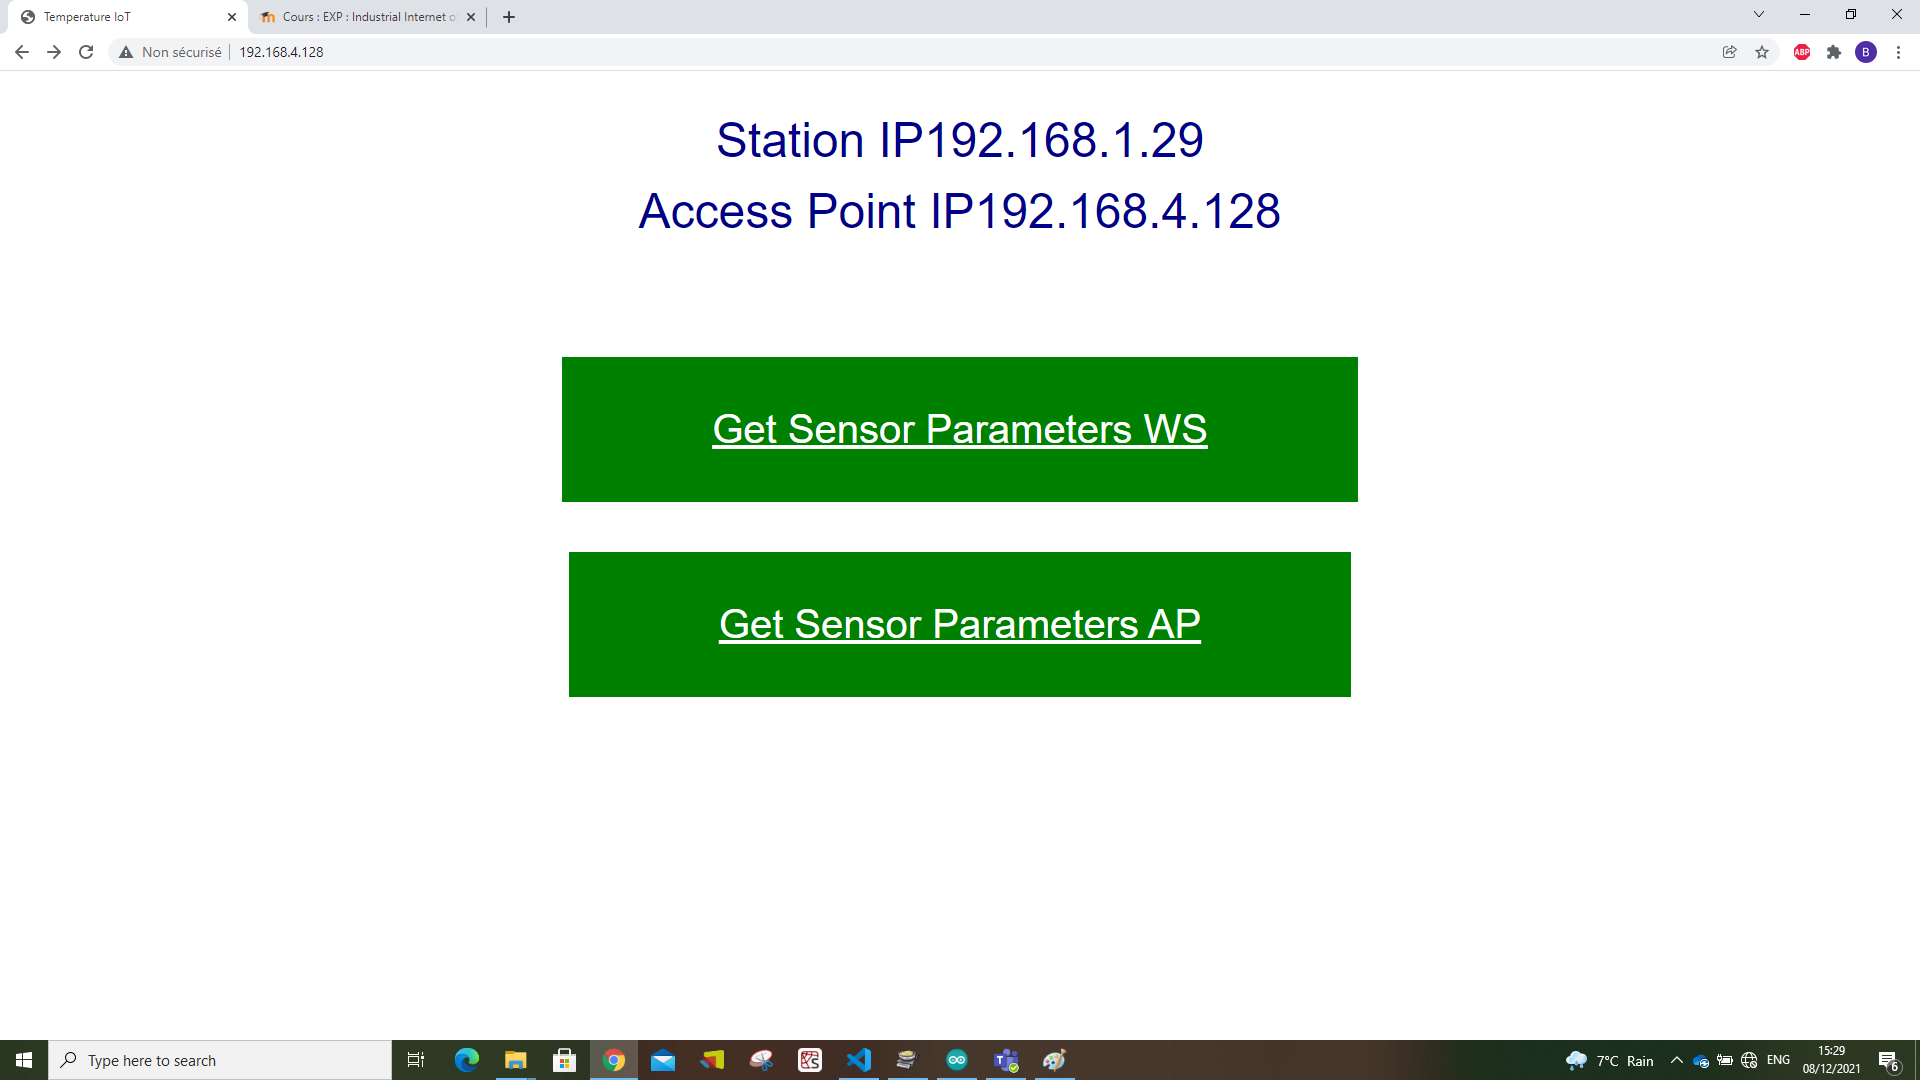 Temperature IoT
Cours : EXP : Industrial Internet o
Non sécurisé
192.168.4.128
ABP
B
Station IP192.168.1.29
Access Point IP192.168.4.128
Get Sensor Parameters WS
Get Sensor Parameters AP
Type here to search
7°C Rain
ENG
15:29
08/12/2021
6